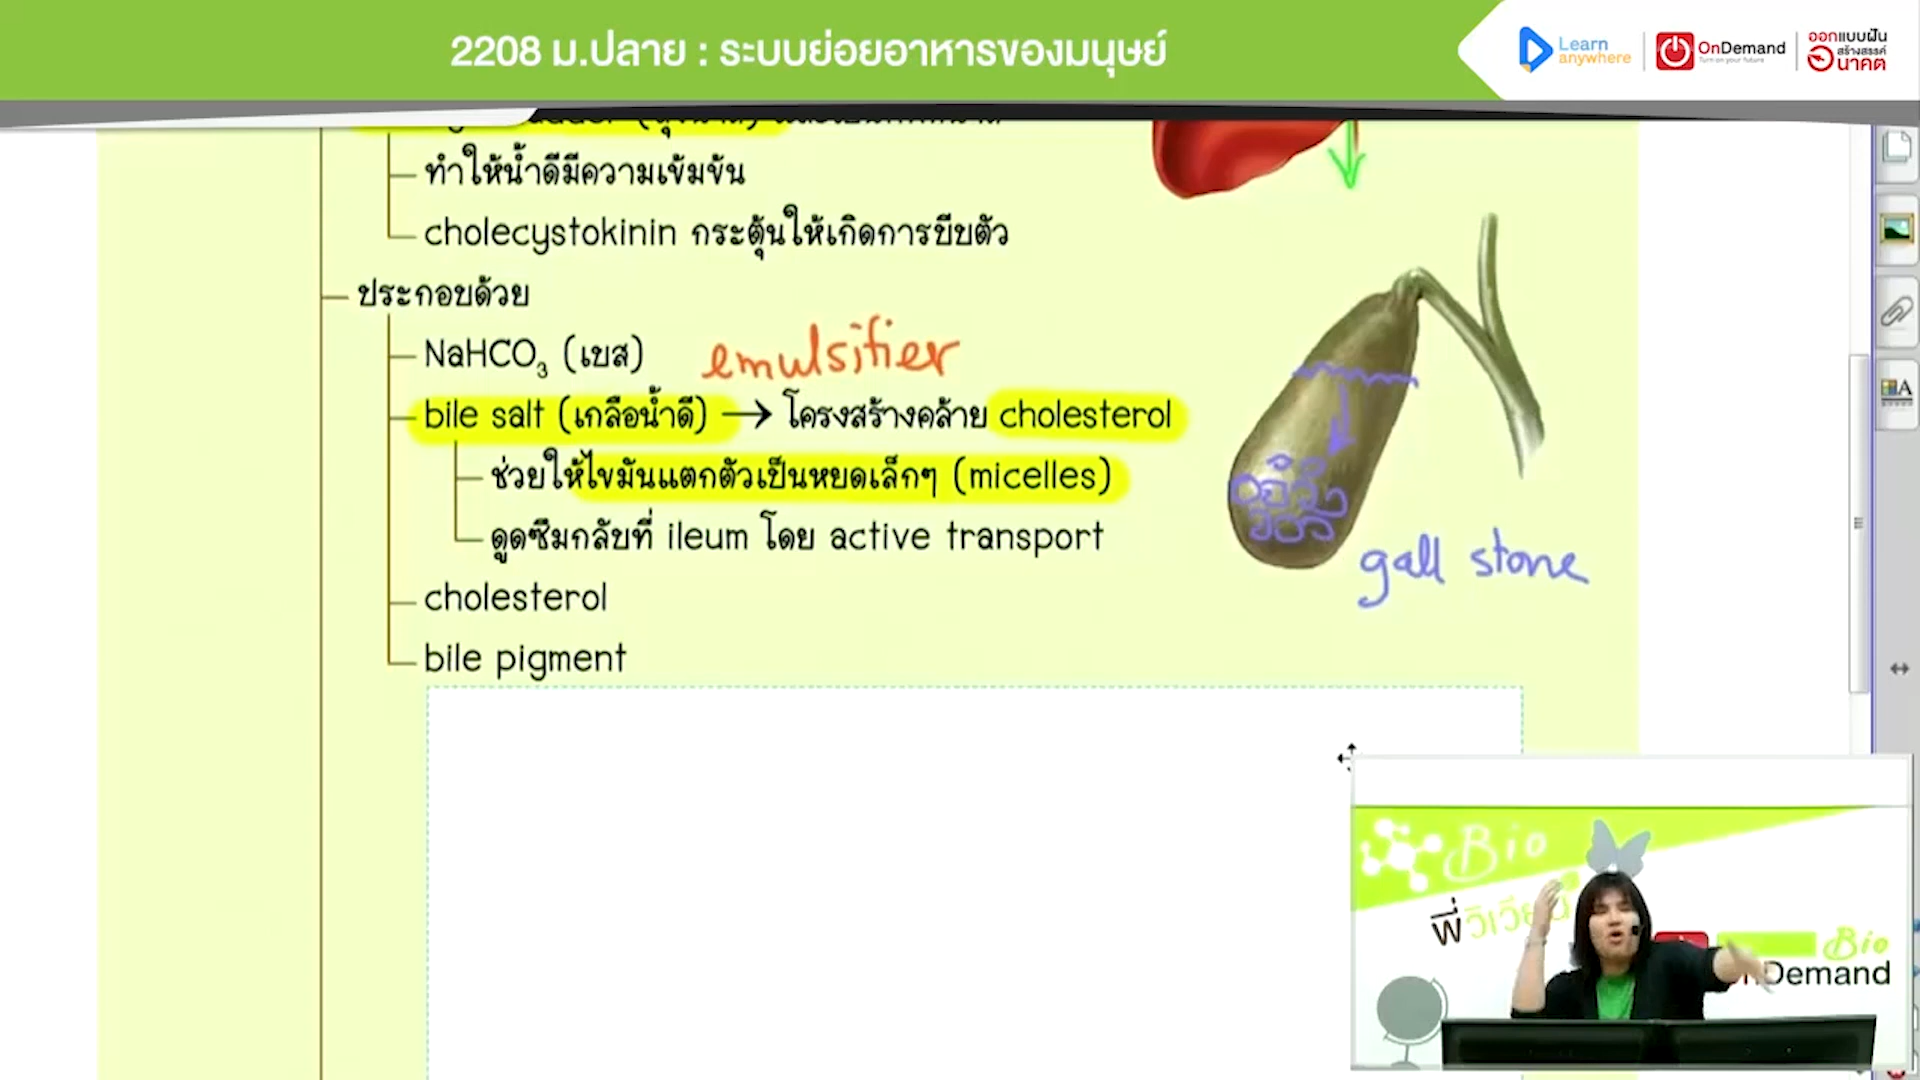 2208 ม.ปลาย : ระบบย่อยอาหารของมนุษย์
Learn anywhere
OnDemand
ออกแบบฝัน
สร้างสรรค์
อนาคต
ทำให้น้ำดีมีความเข้มข้น
cholecystokinin กระตุ้นให้เกิดการบีบตัว
ประกอบด้วย
NaHCO₃ (เบส)
emulsifier
bile salt (เกลือน้ำดี) → โครงสร้างคล้าย cholesterol
ช่วยให้ไขมันแตกตัวเป็นหยดเล็กๆ (micelles)
ดูดซึมกลับที่ ileum โดย active transport
gall stone
cholesterol
bile pigment
Bio
พี่วิเวียน
Bio
OnDemand